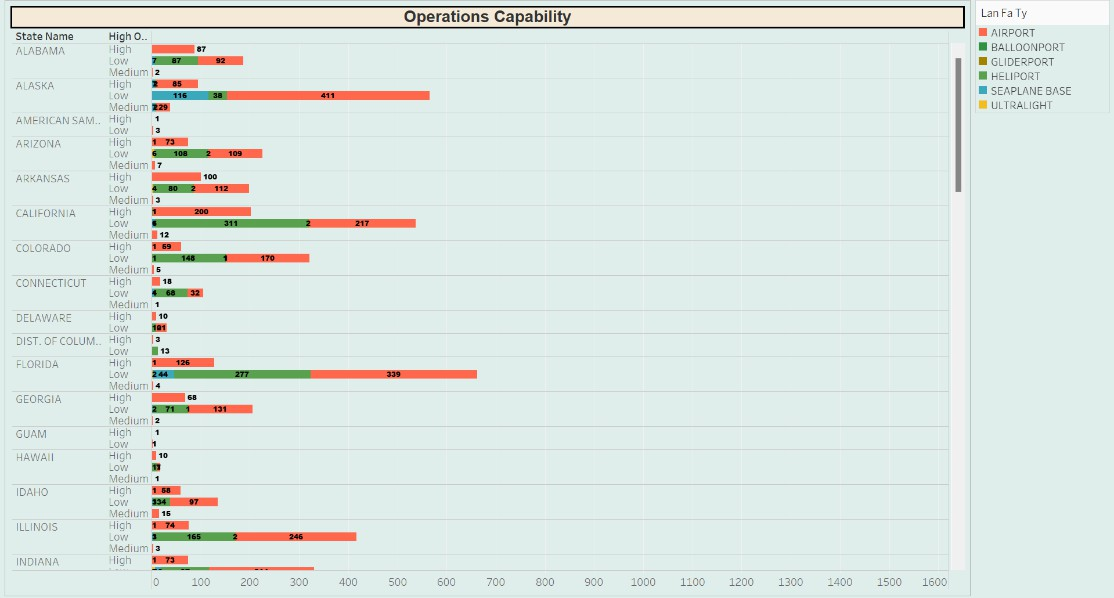 Operations Capability
Lan Fa Ty
AIRPORT
BALLOONPORT
GLIDERPORT
HELIPORT
SEAPLANE BASE
ULTRALIGHT
State Name High O..
ALABAMA High 87
Low 7 87 92
Medium 2
ALASKA High 85
Low 116 38 411
Medium 29
AMERICAN SAM.. High 1
Low 3
ARIZONA High 1 73
Low 6 108 2 109
Medium 7
ARKANSAS High 100
Low 4 80 2 112
Medium 3
CALIFORNIA High 1 200
Low 311 2 217
Medium 12
COLORADO High 1 59
Low 1 148 1 170
Medium 5
CONNECTICUT High 18
Low 4 68 32
Medium 1
DELAWARE High 10
Low
DIST. OF COLUM.. High 3
Low 13
FLORIDA High 1 126
Low 2 44 277 339
Medium 4
GEORGIA High 68
Low 2 71 1 131
Medium 2
GUAM High 1
Low 1
HAWAII High 10
Low
Medium 1
IDAHO High 1 58
Low 34 97
Medium 15
ILLINOIS High 1 74
Low 165 2 246
Medium 3
INDIANA High 1 73
0 100 200 300 400 500 600 700 800 900 1000 1100 1200 1300 1400 1500 1600